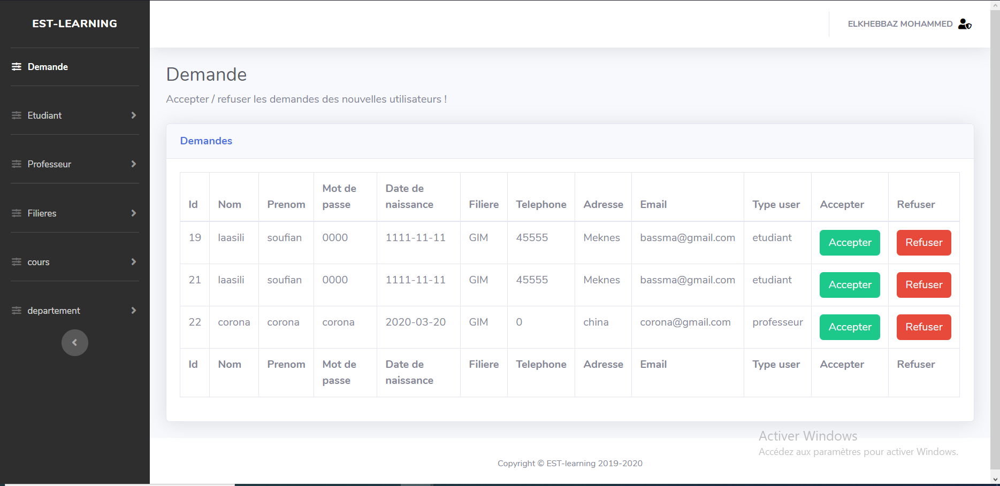 EST-LEARNING
ELKHEBBAZ MOHAMMED
Demande
Etudiant
Professeur
Filieres
cours
departement
Demande
Accepter / refuser les demandes des nouvelles utilisateurs !
Demandes
Id Nom Prenom Mot de passe Date de naissance Filiere Telephone Adresse Email Type user Accepter Refuser
19 laasili soufian 0000 1111-11-11 GIM 45555 Meknes bassma@gmail.com etudiant Accepter Refuser
21 laasili soufian 0000 1111-11-11 GIM 45555 Meknes bassma@gmail.com etudiant Accepter Refuser
22 corona corona corona 2020-03-20 GIM 0 china corona@gmail.com professeur Accepter Refuser
Id Nom Prenom Mot de passe Date de naissance Filiere Telephone Adresse Email Type user Accepter Refuser
Activer Windows
Accédez aux paramètres pour activer Windows.
Copyright © EST-learning 2019-2020